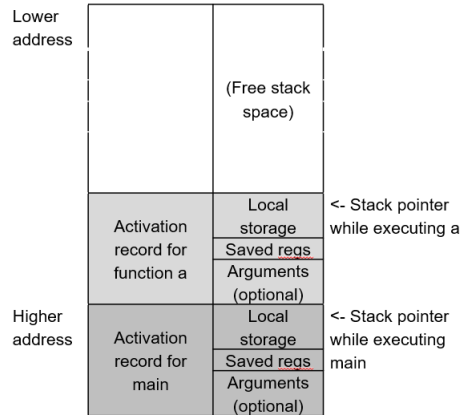 Lower
address
(Free stack
space)
Activation
record for
function a
Local
storage
Saved regs
Arguments
(optional)
<- Stack pointer
while executing a
Higher
address
Activation
record for
main
Local
storage
Saved regs
Arguments
(optional)
<- Stack pointer
while executing
main